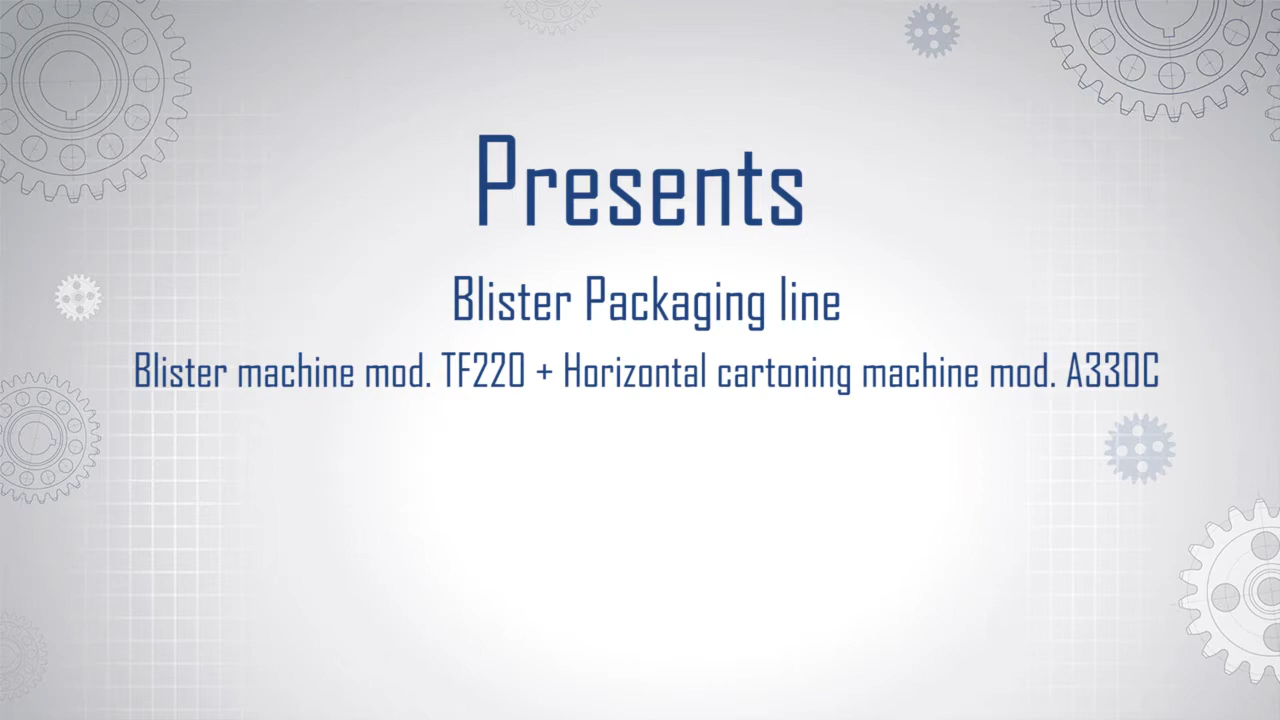 Presents
Blister Packaging line
Blister machine mod. TF220 + Horizontal cartoning machine mod. A330C